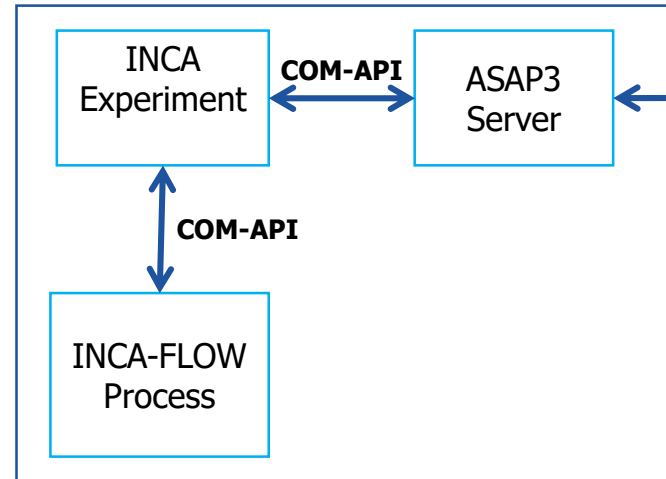 INCA
Experiment
COM-API
ASAP3
Server
COM-API
INCA-FLOW
Process